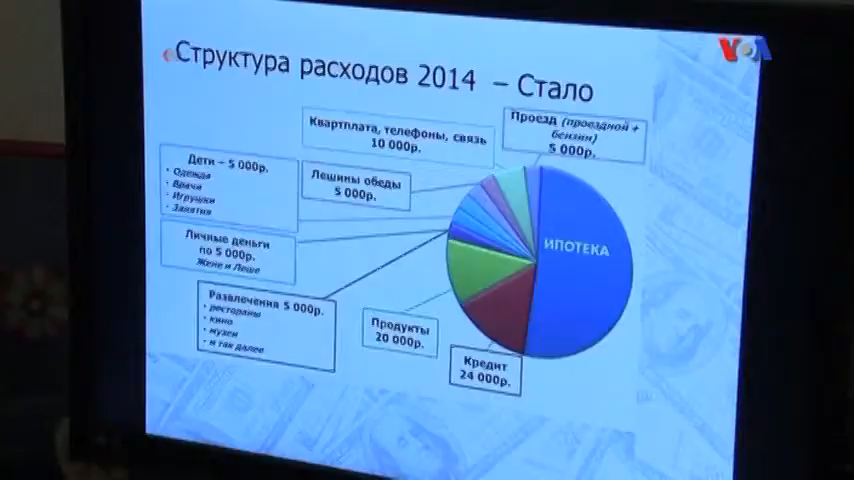 VOA
Структура расходов 2014 – Стало
Квартплата, телефоны, связь
10 000р.
Проезд (проездной +
бензин)
5 000р.
Дети – 5 000р.
• Одежда
• Врачи
• Игрушки
• Занятия
Лешины обеды
5 000р.
Личные деньги
по 5 000р.
Жене и Леше
ИПОТЕКА
Развлечения 5 000р.
• рестораны
• кино
• музеи
• и так далее
Продукты
20 000р.
Кредит
24 000р.